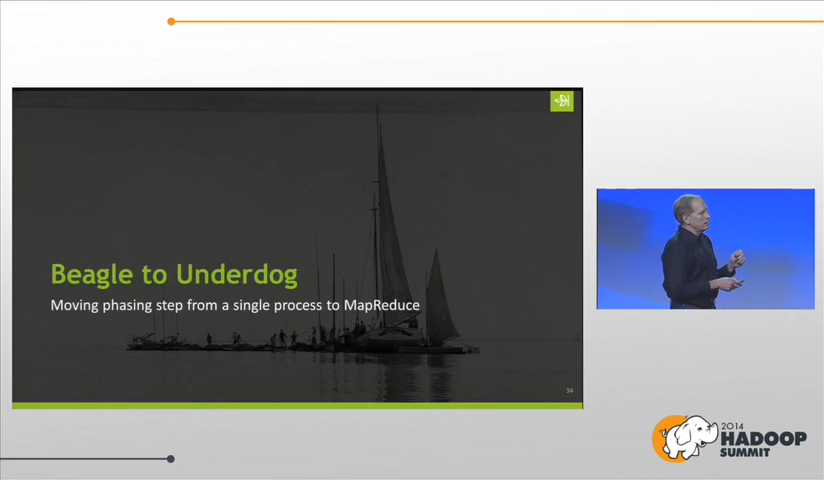 Beagle to Underdog
Moving phasing step from a single process to MapReduce
34
2014
HADOOP
SUMMIT